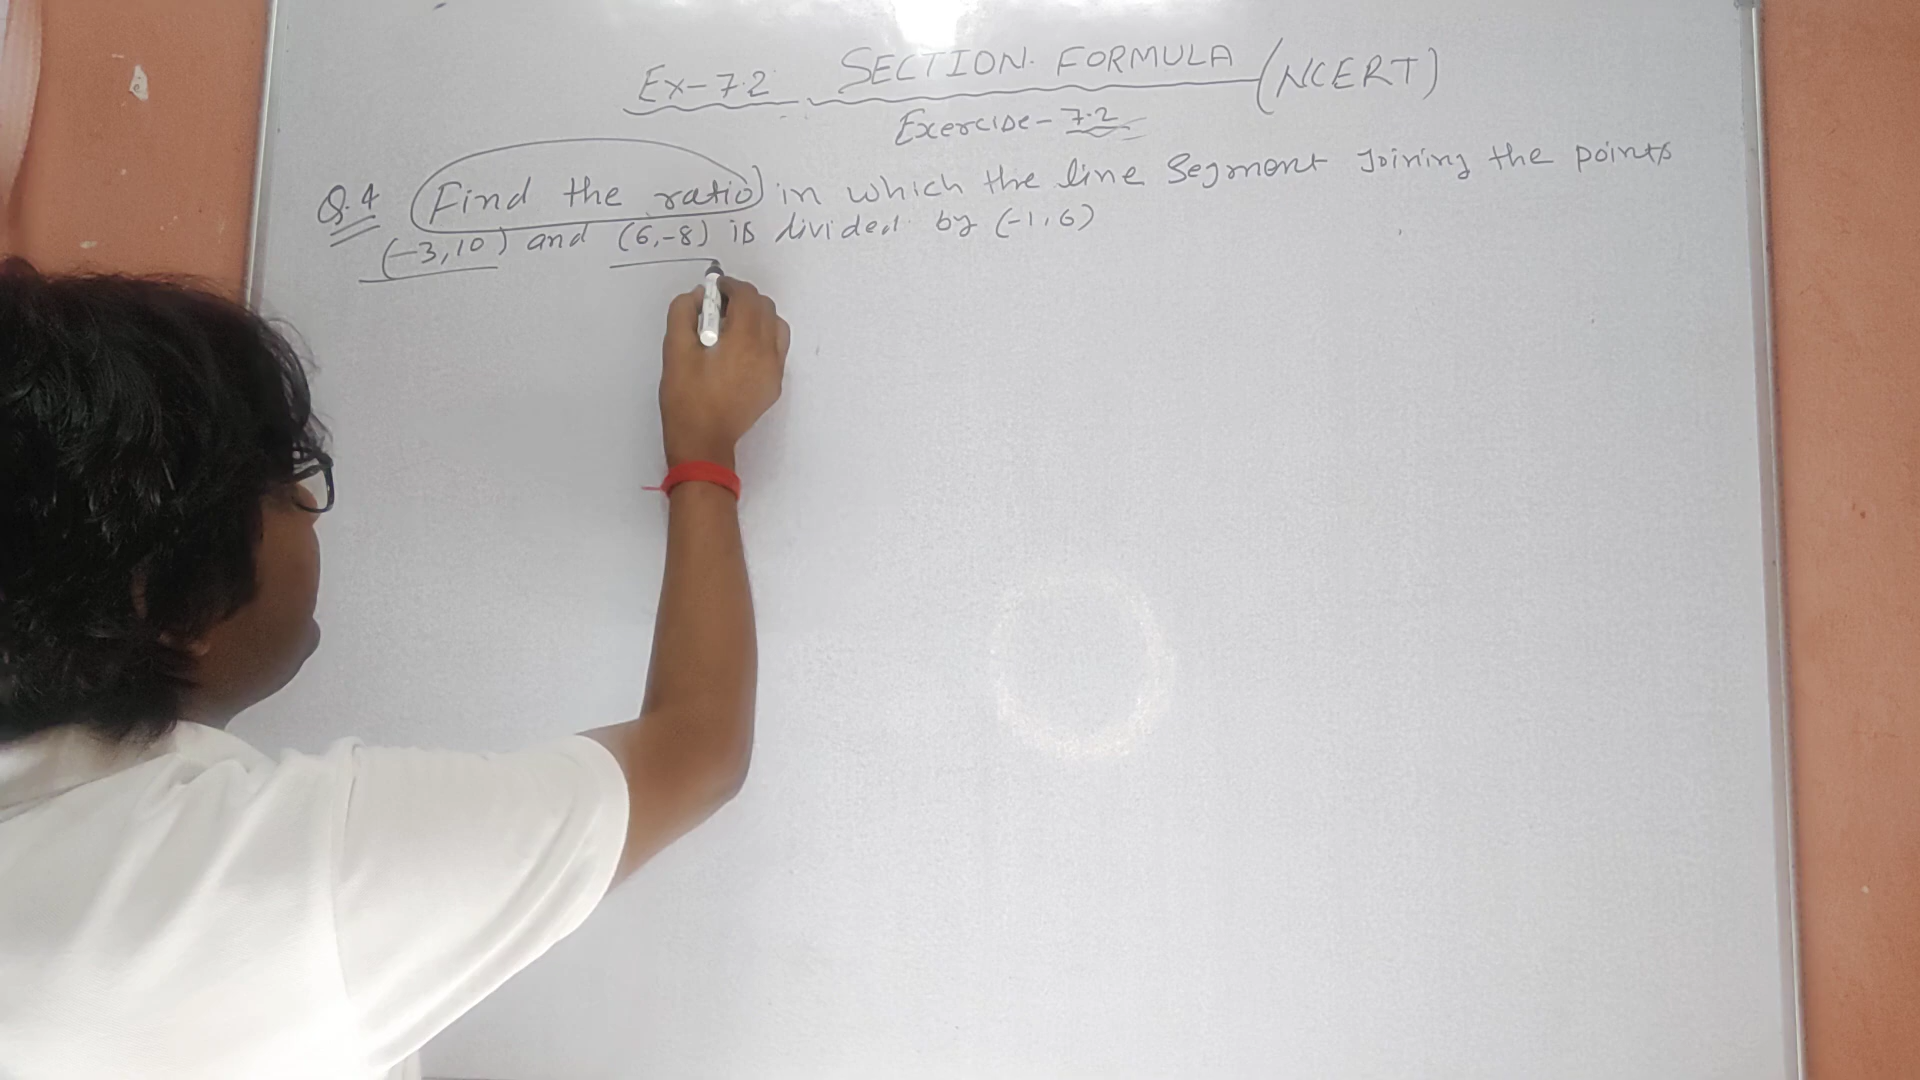 Ex-7.2 SECTION FORMULA (NCERT)
Exercise-7.2
Q.4 (Find the ratio) in which the line Segment Joining the points
(-3,10) and (6,-8) is divided by (-1,6)